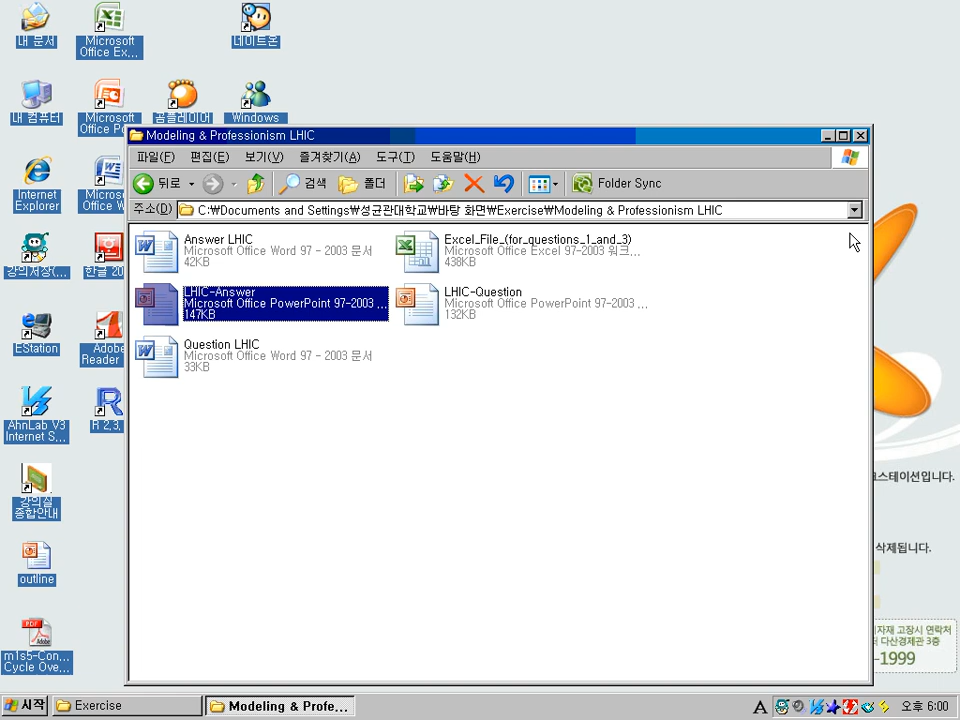 내 문서
Microsoft
Office Ex...
네이트온
내 컴퓨터
Microsoft
곰플레이어
Windows
Internet
Explorer
강의저장(...
EStation
Adobe
Reader
AhnLab V3
Internet S...
R 2.3.
강의실
종합안내
outline
m1s5-Con...
Cycle Ove...
Modeling & Professionism LHIC
파일(F) 편집(E) 보기(V) 즐겨찾기(A) 도구(T) 도움말(H)
뒤로 검색 폴더 Folder Sync
주소(D) C:₩Documents and Settings₩성균관대학교₩바탕 화면₩Exercise₩Modeling & Professionism LHIC
Answer LHIC
Microsoft Office Word 97 - 2003 문서
42KB
Excel_File_(for_questions_1_and_3)
Microsoft Office Excel 97-2003 워크...
438KB
LHIC-Answer
Microsoft Office PowerPoint 97-2003 ...
147KB
LHIC-Question
Microsoft Office PowerPoint 97-2003 ...
132KB
Question LHIC
Microsoft Office Word 97 - 2003 문서
33KB
크스테이션입니다.
삭제됩니다.
기자재 고장시 연락처
다산경제관 3층
-1999
시작 Exercise Modeling & Profe... A 오후 6:00